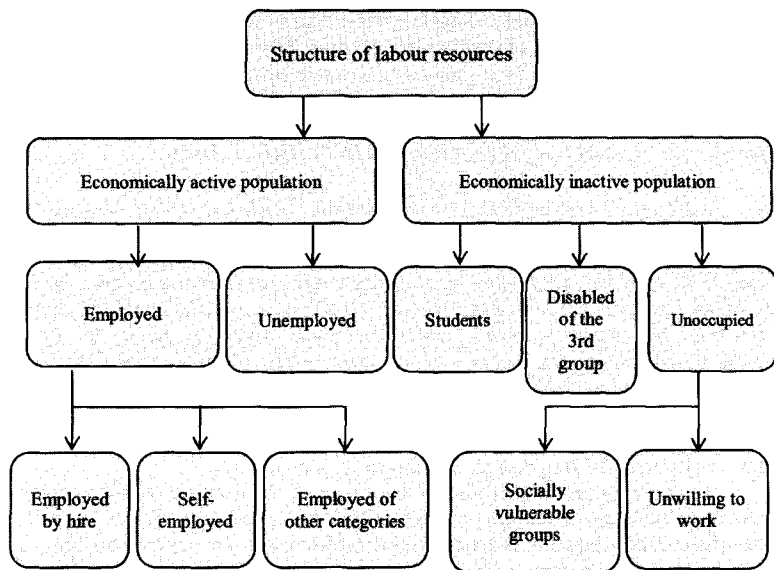 Structure of labour resources
Economically active population
Economically inactive population
Employed
Unemployed
Students
Disabled
of the
3rd
group
Unoccupied
Employed
by hire
Self-
employed
Employed of
other categories
Socially
vulnerable
groups
Unwilling to
work